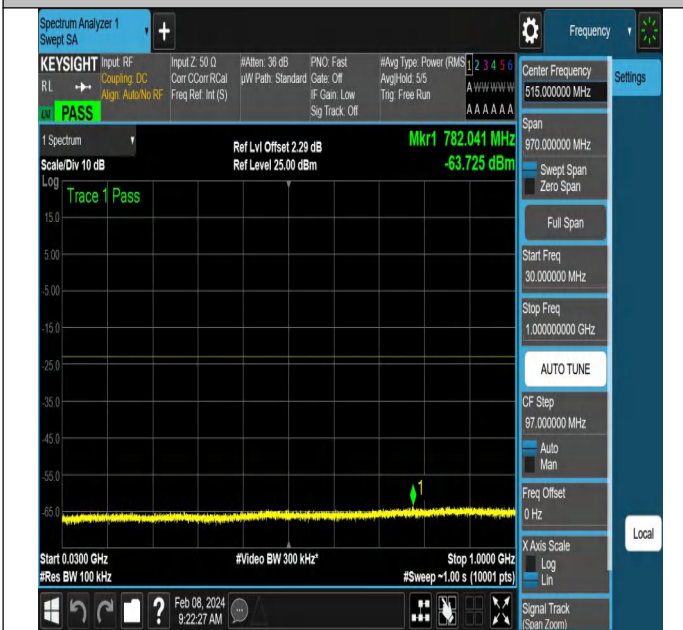 Spectrum Analyzer 1
Swept SA
+
Frequency
KEYSIGHT
RL
LNI PASS
Input: RF
Coupling: DC
Align: Auto/No RF
Input Z: 50 Ω
Corr CCorr RCal
Freq Ref: Int (S)
#Atten: 36 dB
µW Path: Standard
PNO: Fast
Gate: Off
IF Gain: Low
Sig Track: Off
#Avg Type: Power (RMS
Avg|Hold: 5/5
Trig: Free Run
1 2 3 4 5 6
A W W W W W
A A A A A A
1 Spectrum
Scale/Div 10 dB
Ref Lvl Offset 2.29 dB
Ref Level 25.00 dBm
Mkr1 782.041 MHz
-63.725 dBm
Log
Trace 1 Pass
15.0
5.00
-5.00
-15.0
-25.0
-35.0
-45.0
-55.0
-65.0
1
Start 0.0300 GHz
#Res BW 100 kHz
#Video BW 300 kHz*
Stop 1.0000 GHz
#Sweep ~1.00 s (10001 pts)
?
Feb 08, 2024
9:22:27 AM
Center Frequency
515.000000 MHz
Settings
Span
970.000000 MHz
Swept Span
Zero Span
Full Span
Start Freq
30.000000 MHz
Stop Freq
1.000000000 GHz
AUTO TUNE
CF Step
97.000000 MHz
Auto
Man
Freq Offset
0 Hz
X Axis Scale
Log
Lin
Local
Signal Track
(Span Zoom)